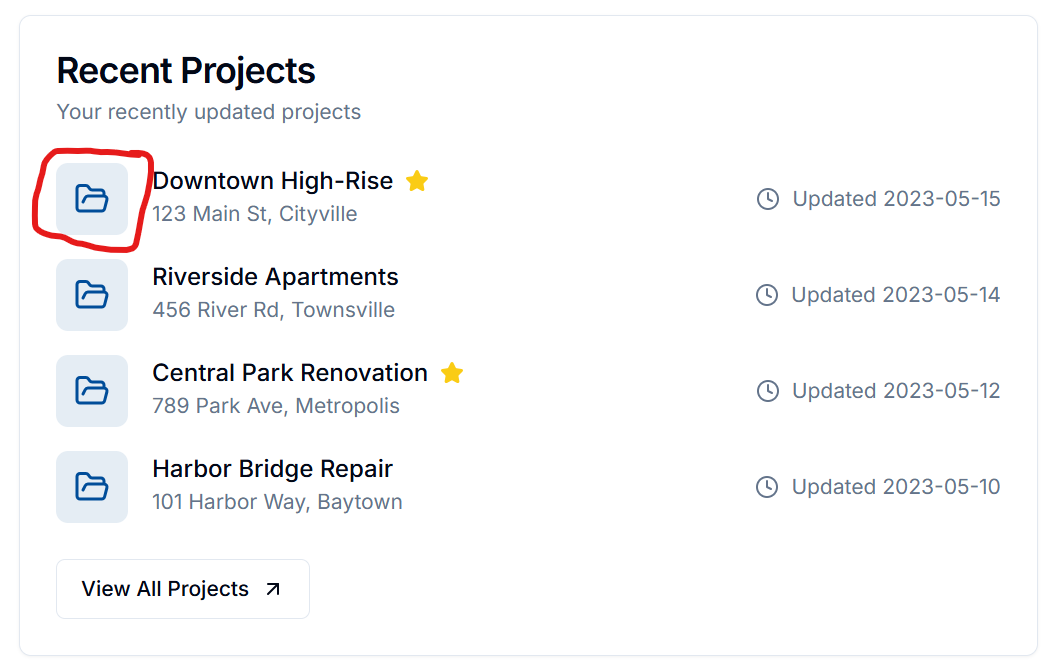 Recent Projects
Your recently updated projects
Downtown High-Rise
123 Main St, Cityville
Updated 2023-05-15
Riverside Apartments
456 River Rd, Townsville
Updated 2023-05-14
Central Park Renovation
789 Park Ave, Metropolis
Updated 2023-05-12
Harbor Bridge Repair
101 Harbor Way, Baytown
Updated 2023-05-10
View All Projects